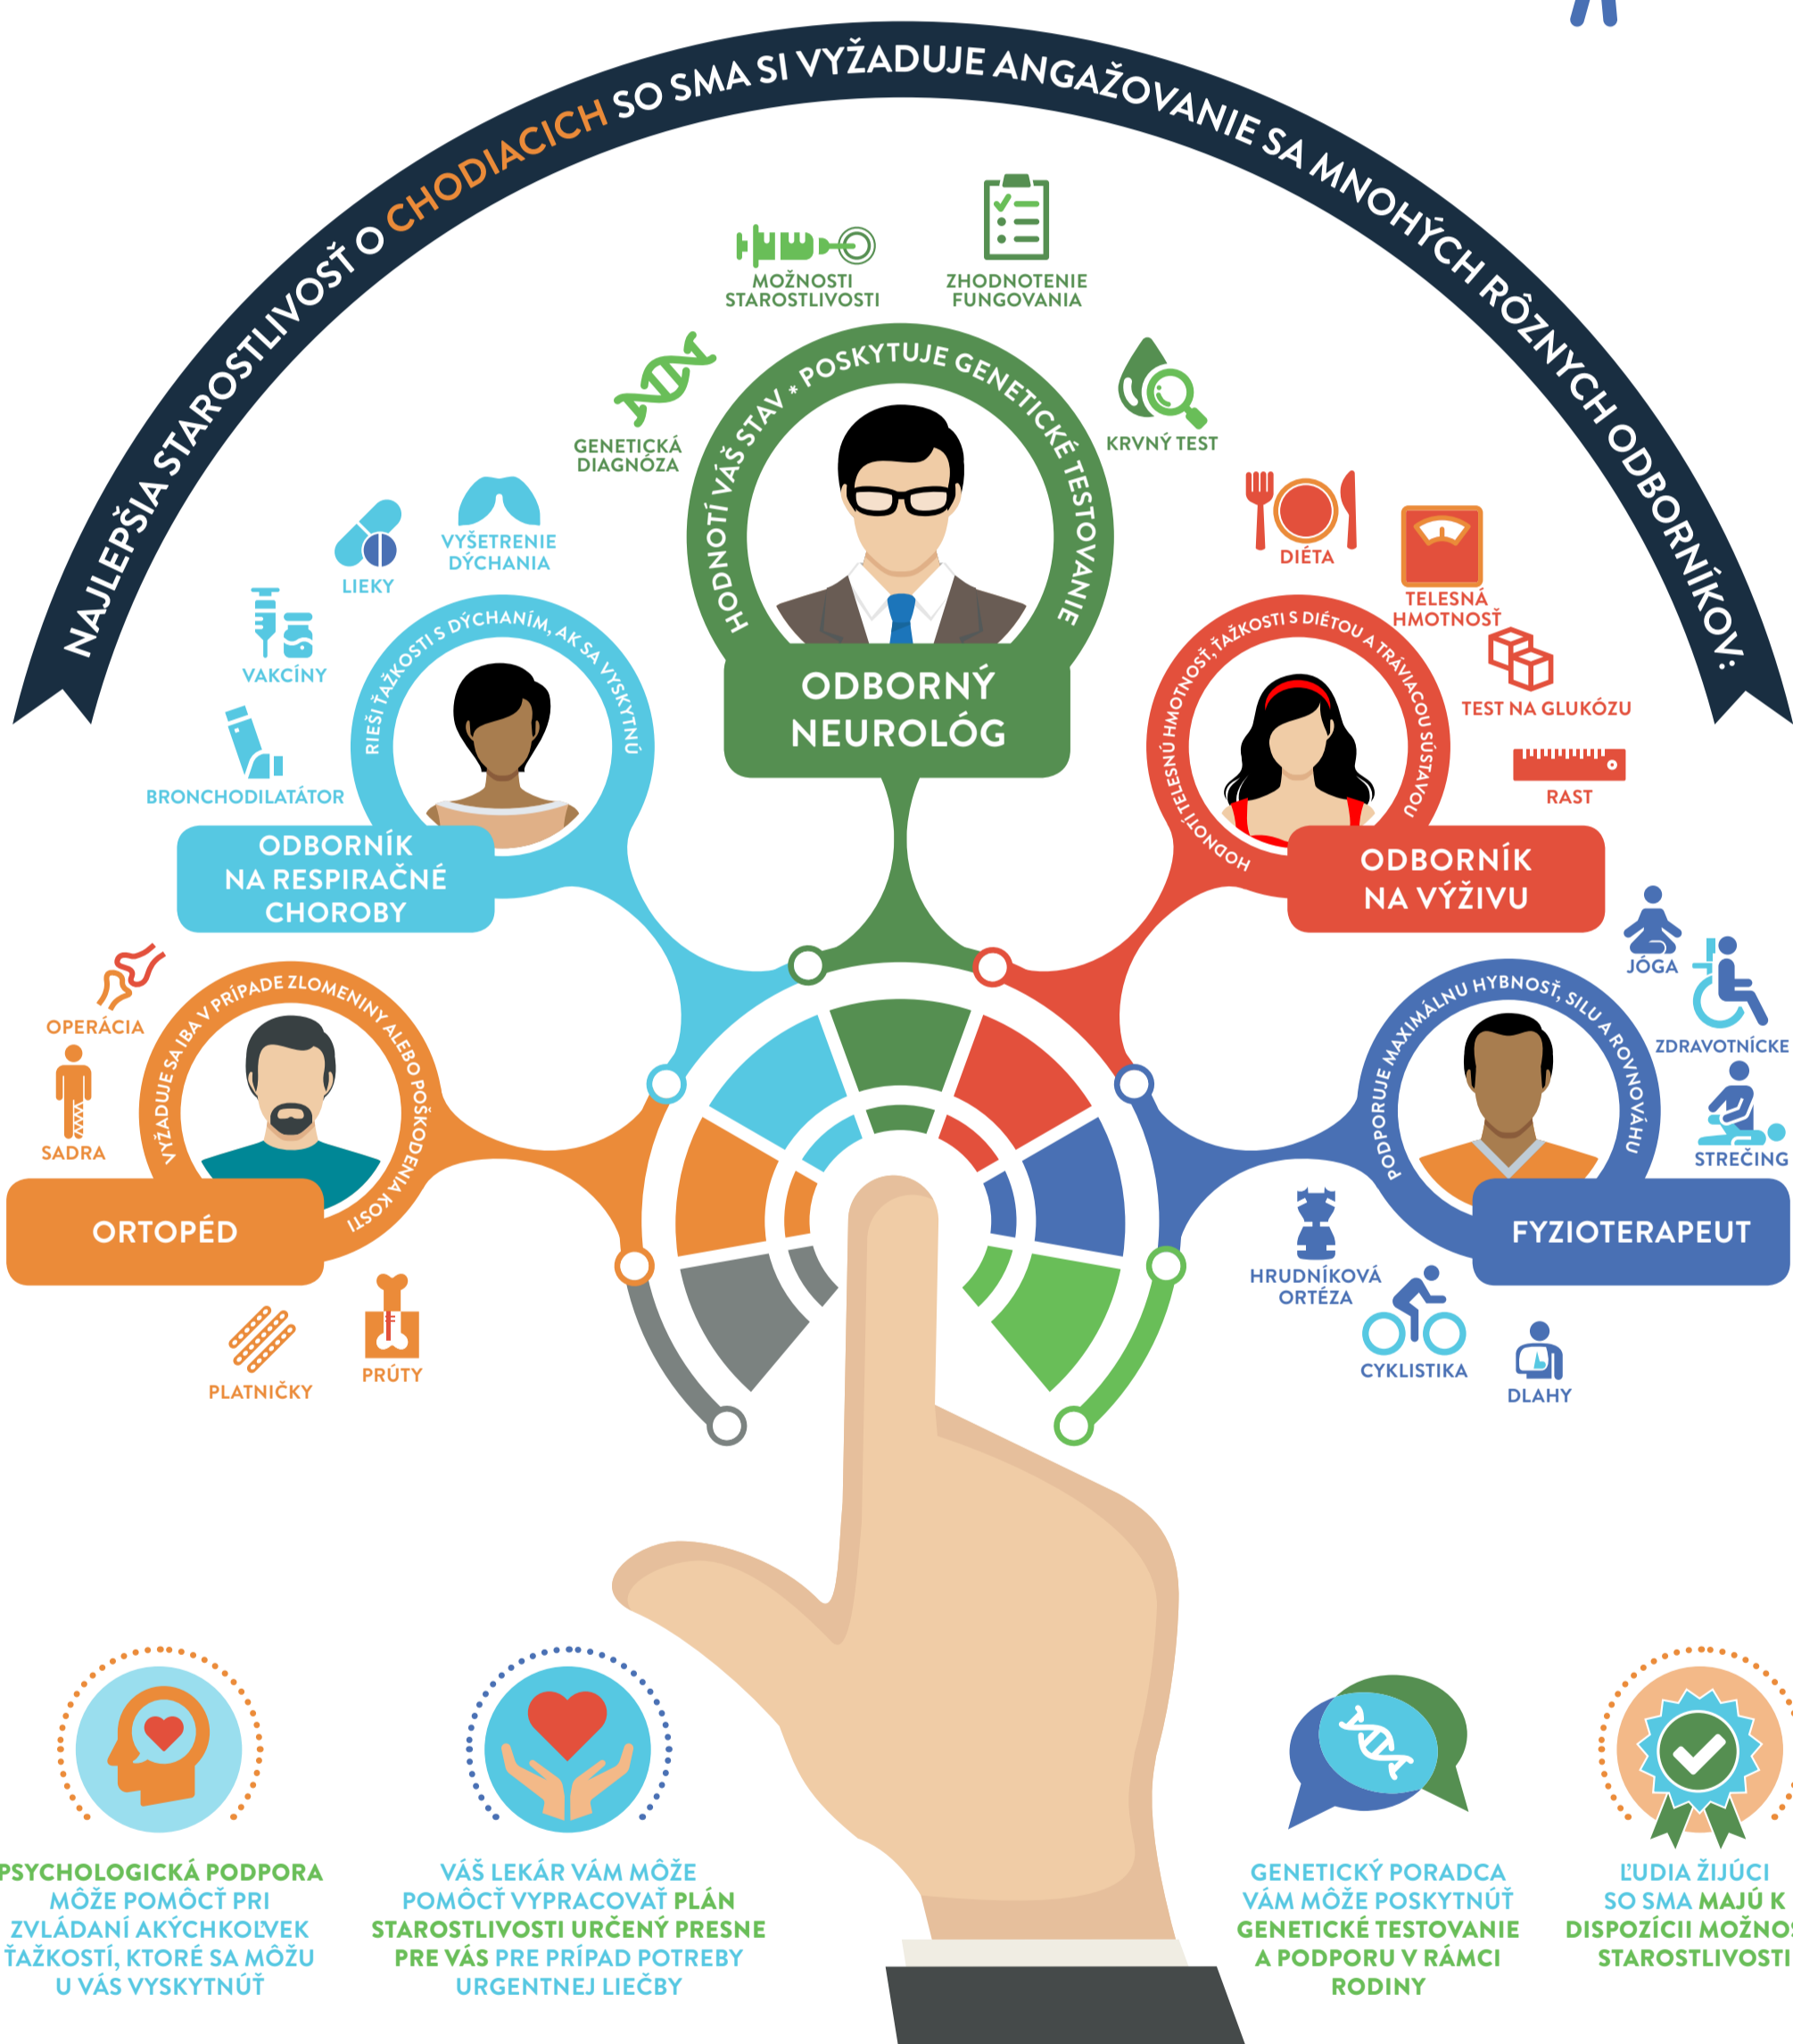 NAJLEPŠIA STAROSTLIVOSŤ O CHODIACICH SO SMA SI VYŽADUJE ANGAŽOVANIE SA MNOHÝCH RÔZNYCH ODBORNÍKOV:
MOŽNOSTI
STAROSTLIVOSTI
ZHODNOTENIE
FUNGOVANIA
GENETICKÁ
DIAGNÓZA
KRVNÝ TEST
HODNOTÍ VÁŠ STAV * POSKYTUJE GENETICKÉ TESTOVANIE
ODBORNÝ
NEUROLÓG
VYŠETRENIE
DÝCHANIA
LIEKY
VAKCÍNY
BRONCHODILATÁTOR
RIEŠI ŤAŽKOSTI S DÝCHANÍM, AK SA VYSKYTNÚ
ODBORNÍK
NA RESPIRAČNÉ
CHOROBY
DIÉTA
TELESNÁ
HMOTNOSŤ
TEST NA GLUKÓZU
RAST
HODNOTÍ TELESNÚ HMOTNOSŤ, ŤAŽKOSTI S DIÉTOU A TRÁVIACOU SÚSTAVOU
ODBORNÍK
NA VÝŽIVU
OPERÁCIA
SADRA
VYŽADUJE SA IBA V PRÍPADE ZLOMENINY ALEBO POŠKODENIA KOSTI
ORTOPÉD
PLATNIČKY
PRÚTY
JÓGA
ZDRAVOTNÍCKE
STREČING
PODPORUJE MAXIMÁLNU HYBNOSŤ, SILU A ROVNOVÁHU
FYZIOTERAPEUT
HRUDNÍKOVÁ
ORTÉZA
CYKLISTIKA
DLAHY
PSYCHOLOGICKÁ PODPORA
MÔŽE POMÔCŤ PRI
ZVLÁDANÍ AKÝCHKOĽVEK
ŤAŽKOSTÍ, KTORÉ SA MÔŽU
U VÁS VYSKYTNÚŤ
VÁŠ LEKÁR VÁM MÔŽE
POMÔCŤ VYPRACOVAŤ PLÁN
STAROSTLIVOSTI URČENÝ PRESNE
PRE VÁS PRE PRÍPAD POTREBY
URGENTNEJ LIEČBY
GENETICKÝ PORADCA
VÁM MÔŽE POSKYTNÚŤ
GENETICKÉ TESTOVANIE
A PODPORU V RÁMCI
RODINY
ĽUDIA ŽIJÚCI
SO SMA MAJÚ K
DISPOZÍCII
STAROSTLIVOSTI